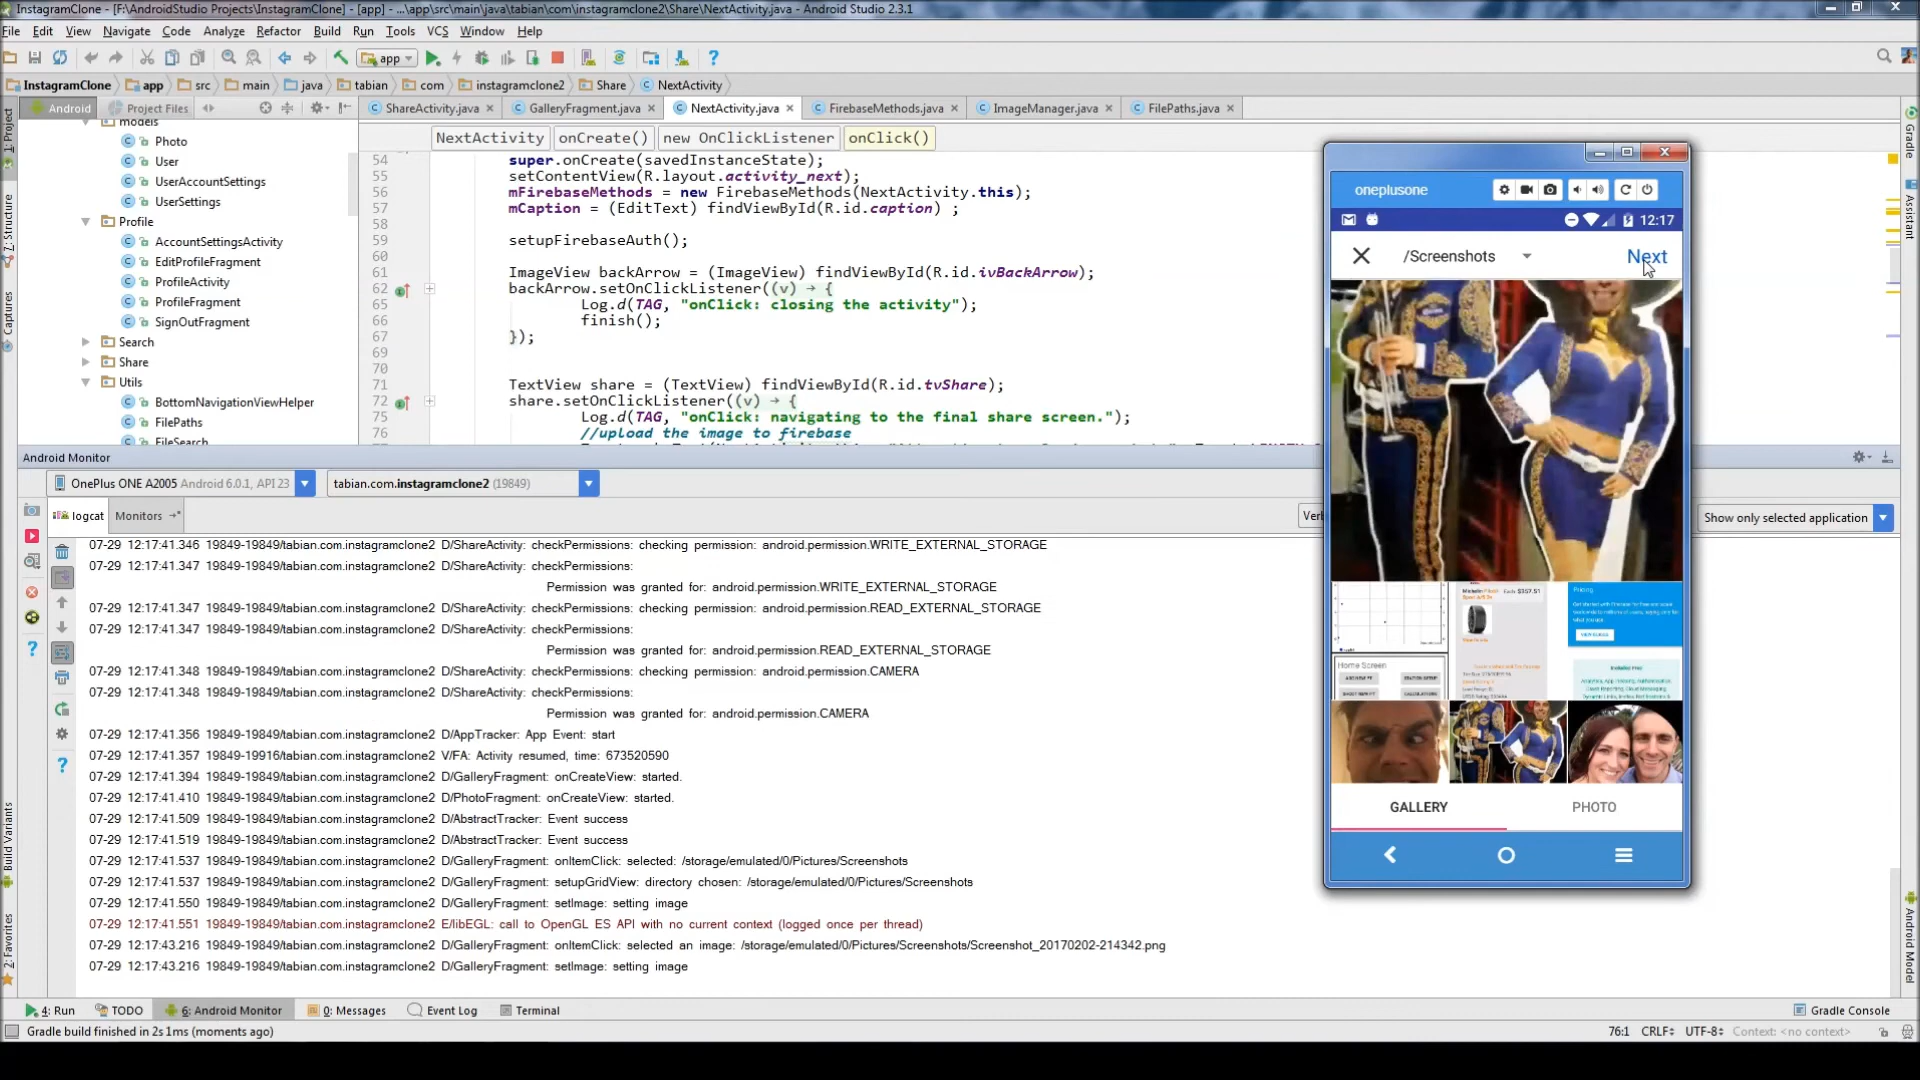 InstagramClone - [F:\AndroidStudio Projects\InstagramClone] - [app] - ...\app\src\main\java\tabian\com\instagramclone2\Share\NextActivity.java - Android Studio 2.3.1
File Edit View Navigate Code Analyze Refactor Build Run Tools VCS Window Help
app
InstagramClone app src main java tabian com instagramclone2 Share NextActivity
Android Project Files
ShareActivity.java GalleryFragment.java NextActivity.java FirebaseMethods.java ImageManager.java FilePaths.java
NextActivity onCreate() new OnClickListener onClick()
1: Project
7: Structure
Captures
Build Variants
2: Favorites
Gradle
Assistant
Android Model
models
Photo
User
UserAccountSettings
UserSettings
Profile
AccountSettingsActivity
EditProfileFragment
ProfileActivity
ProfileFragment
SignOutFragment
Search
Share
Utils
BottomNavigationViewHelper
FilePaths
FileSearch
54 super.onCreate(savedInstanceState);
55 setContentView(R.layout.activity_next);
56 mFirebaseMethods = new FirebaseMethods(NextActivity.this);
57 mCaption = (EditText) findViewById(R.id.caption) ;
58
59 setupFirebaseAuth();
60
61 ImageView backArrow = (ImageView) findViewById(R.id.ivBackArrow);
62 backArrow.setOnClickListener((v) → {
65 Log.d(TAG, "onClick: closing the activity");
66 finish();
67 });
69
70
71 TextView share = (TextView) findViewById(R.id.tvShare);
72 share.setOnClickListener((v) → {
75 Log.d(TAG, "onClick: navigating to the final share screen.");
76 //upload the image to firebase
Android Monitor
OnePlus ONE A2005 Android 6.0.1, API 23
tabian.com.instagramclone2 (19849)
logcat Monitors
Verb
Show only selected application
07-29 12:17:41.346 19849-19849/tabian.com.instagramclone2 D/ShareActivity: checkPermissions: checking permission: android.permission.WRITE_EXTERNAL_STORAGE
07-29 12:17:41.347 19849-19849/tabian.com.instagramclone2 D/ShareActivity: checkPermissions:
Permission was granted for: android.permission.WRITE_EXTERNAL_STORAGE
07-29 12:17:41.347 19849-19849/tabian.com.instagramclone2 D/ShareActivity: checkPermissions: checking permission: android.permission.READ_EXTERNAL_STORAGE
07-29 12:17:41.347 19849-19849/tabian.com.instagramclone2 D/ShareActivity: checkPermissions:
Permission was granted for: android.permission.READ_EXTERNAL_STORAGE
07-29 12:17:41.348 19849-19849/tabian.com.instagramclone2 D/ShareActivity: checkPermissions: checking permission: android.permission.CAMERA
07-29 12:17:41.348 19849-19849/tabian.com.instagramclone2 D/ShareActivity: checkPermissions:
Permission was granted for: android.permission.CAMERA
07-29 12:17:41.356 19849-19849/tabian.com.instagramclone2 D/AppTracker: App Event: start
07-29 12:17:41.357 19849-19916/tabian.com.instagramclone2 V/FA: Activity resumed, time: 673520590
07-29 12:17:41.394 19849-19849/tabian.com.instagramclone2 D/GalleryFragment: onCreateView: started.
07-29 12:17:41.410 19849-19849/tabian.com.instagramclone2 D/PhotoFragment: onCreateView: started.
07-29 12:17:41.509 19849-19849/tabian.com.instagramclone2 D/AbstractTracker: Event success
07-29 12:17:41.519 19849-19849/tabian.com.instagramclone2 D/AbstractTracker: Event success
07-29 12:17:41.537 19849-19849/tabian.com.instagramclone2 D/GalleryFragment: onItemClick: selected: /storage/emulated/0/Pictures/Screenshots
07-29 12:17:41.537 19849-19849/tabian.com.instagramclone2 D/GalleryFragment: setupGridView: directory chosen: /storage/emulated/0/Pictures/Screenshots
07-29 12:17:41.550 19849-19849/tabian.com.instagramclone2 D/GalleryFragment: setImage: setting image
07-29 12:17:41.551 19849-19849/tabian.com.instagramclone2 E/libEGL: call to OpenGL ES API with no current context (logged once per thread)
07-29 12:17:43.216 19849-19849/tabian.com.instagramclone2 D/GalleryFragment: onItemClick: selected an image: /storage/emulated/0/Pictures/Screenshots/Screenshot_20170202-214342.png
07-29 12:17:43.216 19849-19849/tabian.com.instagramclone2 D/GalleryFragment: setImage: setting image
oneplusone
12:17
/Screenshots
Next
Home Screen
Pricing
$357.51
GALLERY PHOTO
4: Run TODO 6: Android Monitor 0: Messages Event Log Terminal Gradle Console
Gradle build finished in 2s 1ms (moments ago)
76:1 CRLF UTF-8 Context: <no context>